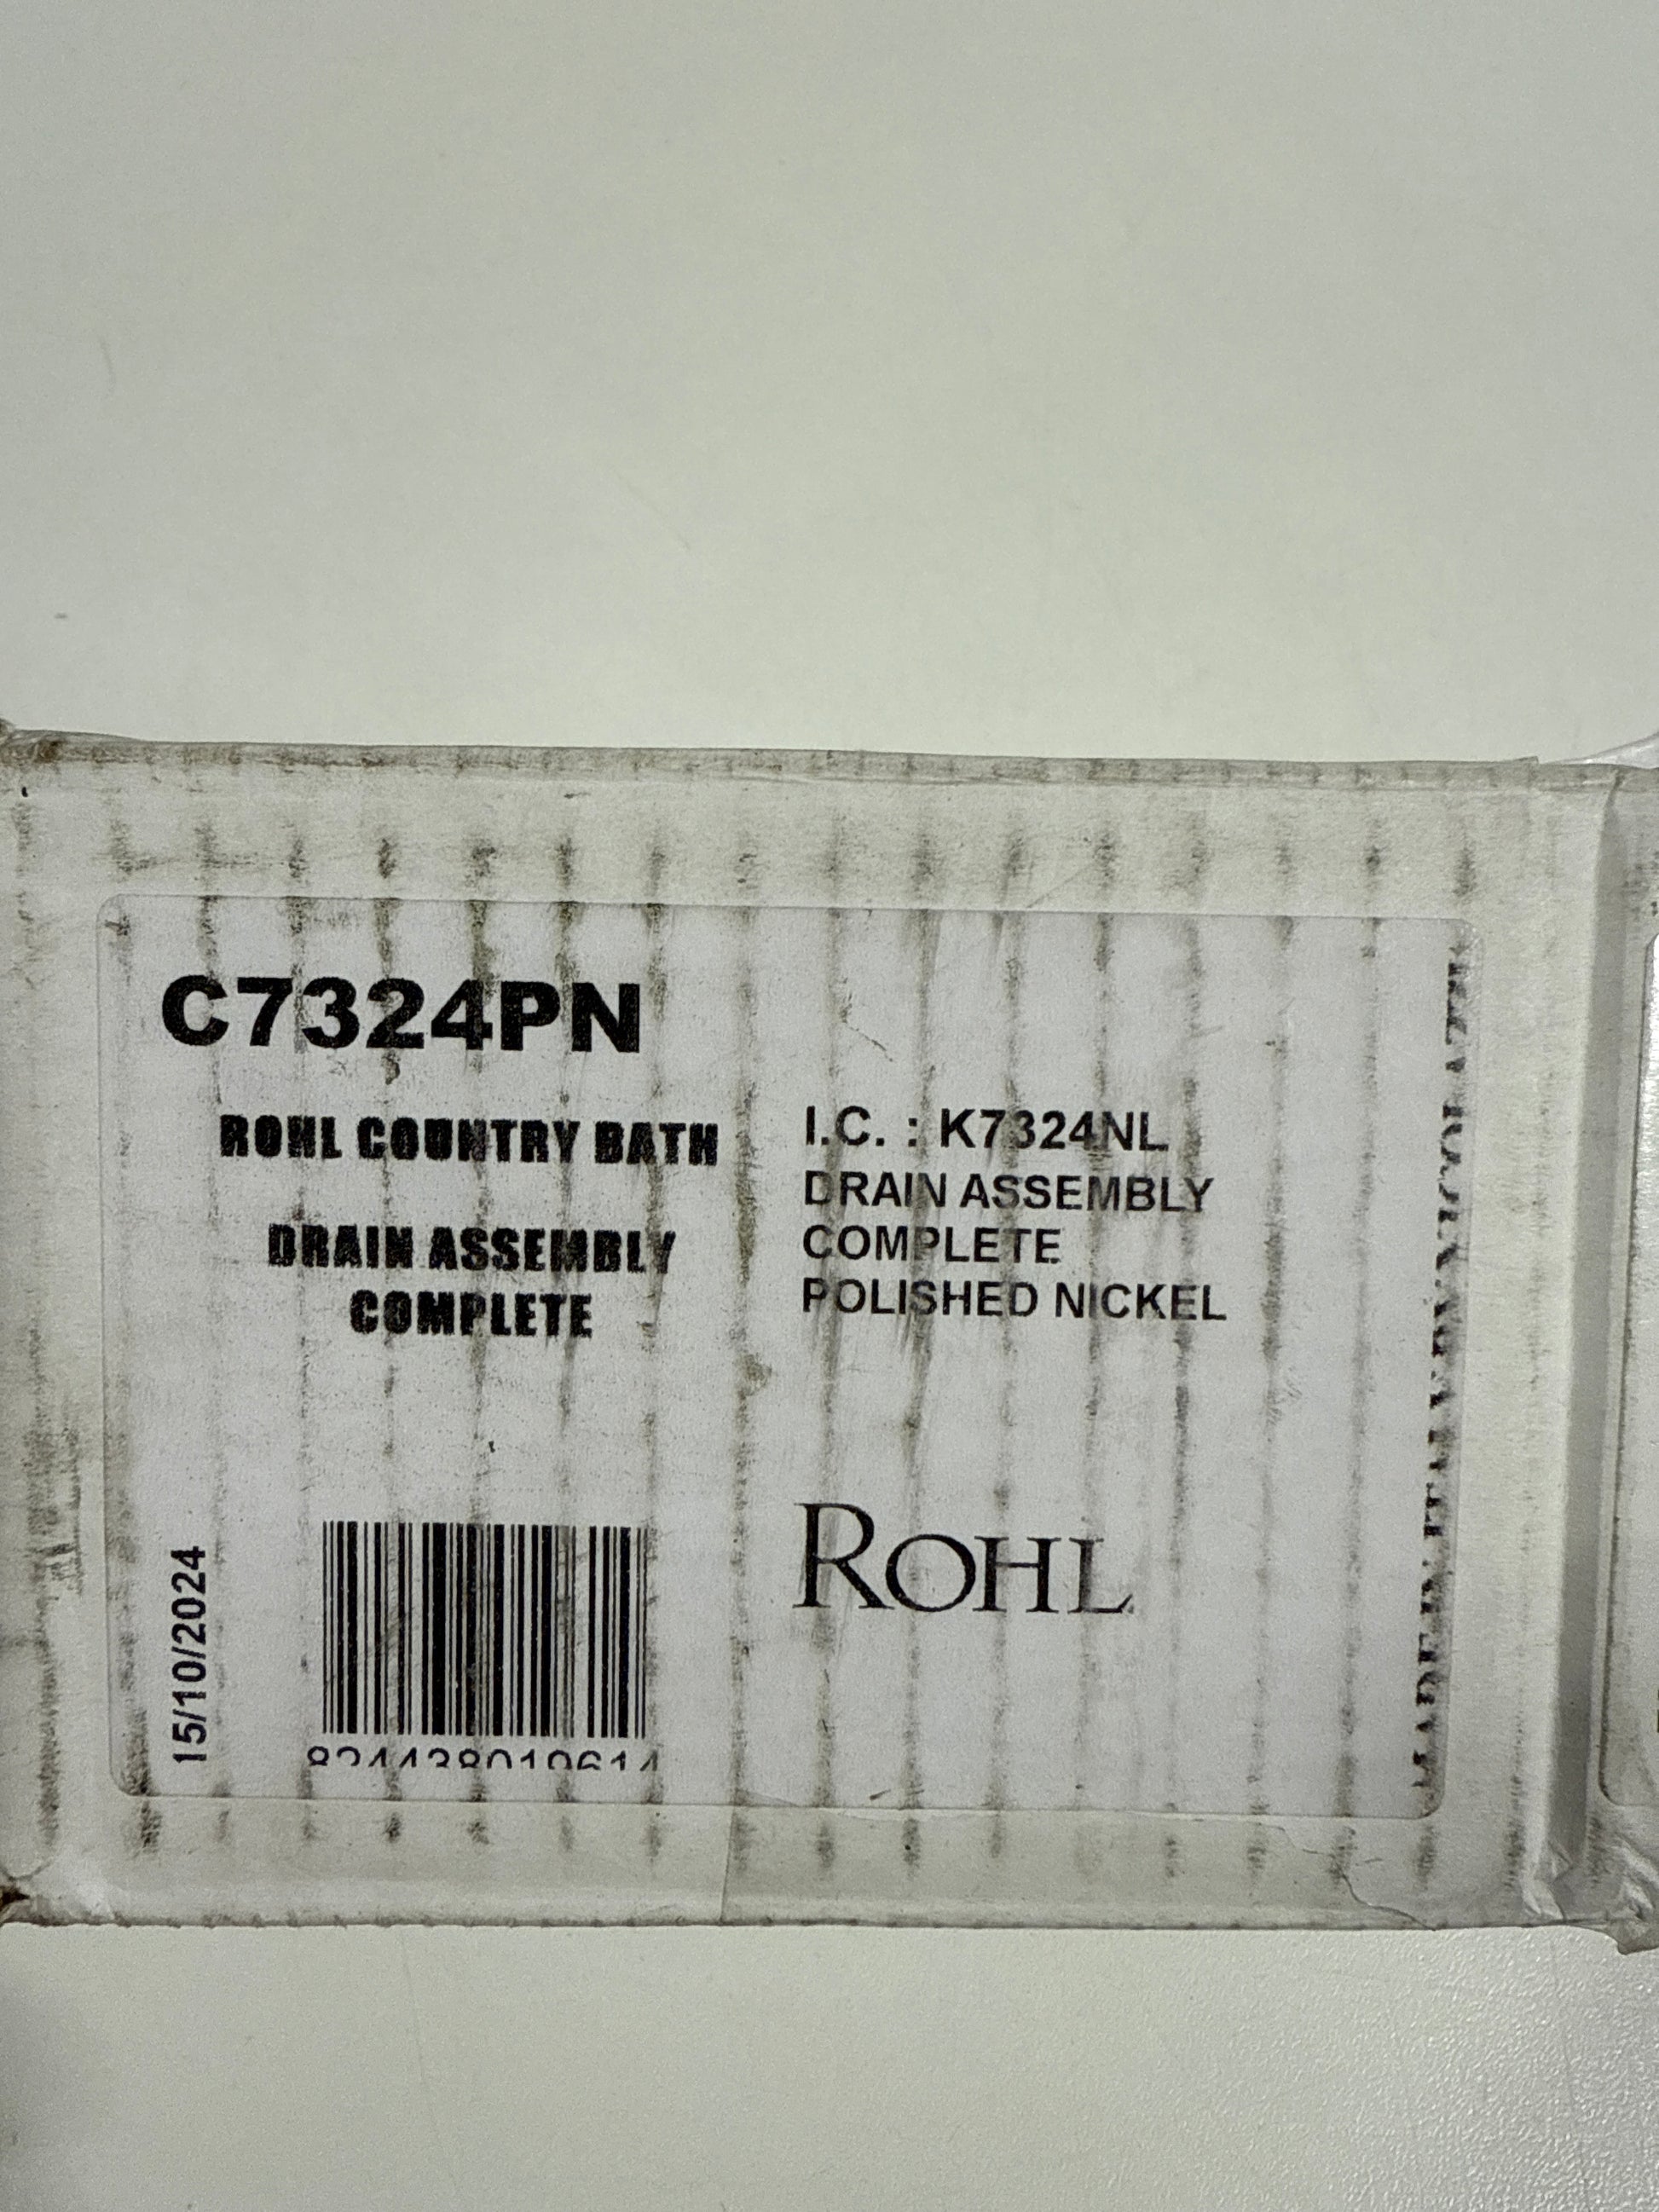 C7324PN
ROHL COUNTRY BATH
DRAIN ASSEMBLY
COMPLETE
I.C. : K7324NL
DRAIN ASSEMBLY
COMPLETE
POLISHED NICKEL
15/10/2024
ROHL